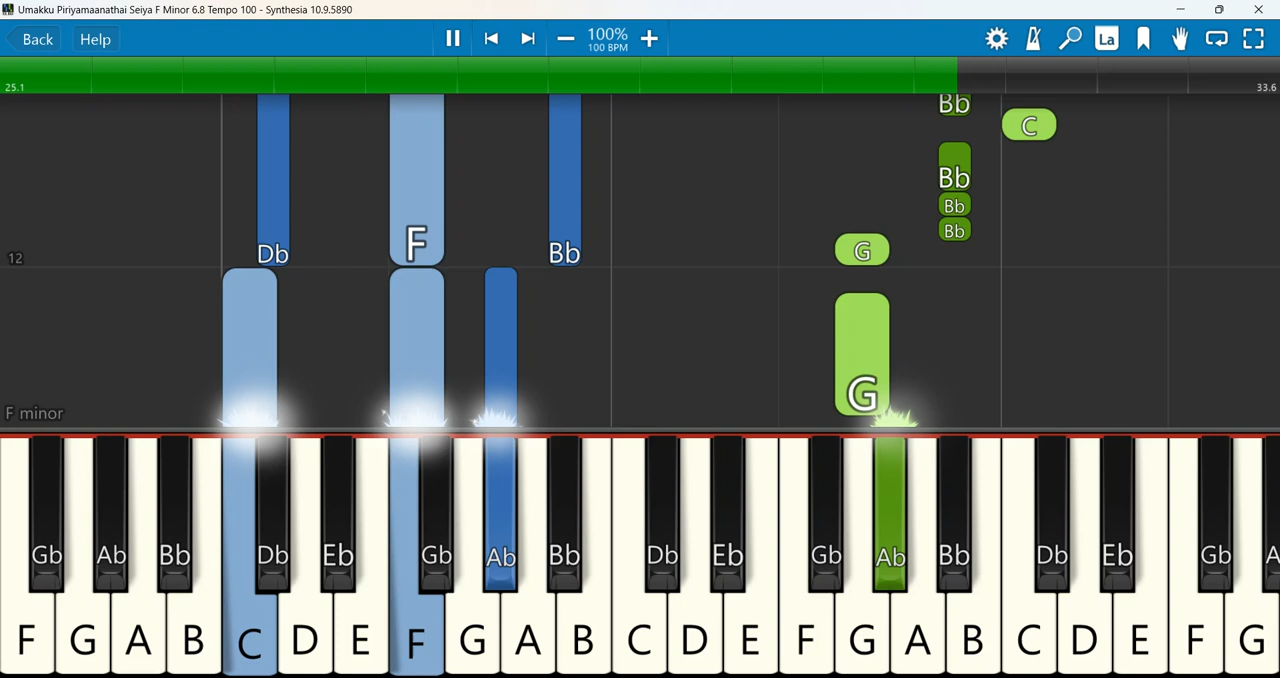 Umakku Piriyamaanathai Seiya F Minor 6.8 Tempo 100 - Synthesia 10.9.5890
Back Help 100% La
100 BPM
25.1 33.6
Bb
C
Bb
Bb
Bb
Db F Bb G
12
G
F minor
Gb Ab Bb Db Eb Gb Ab Bb Db Eb Gb Ab Bb Db Eb Gb A
F G A B C D E F G A B C D E F G A B C D E F G